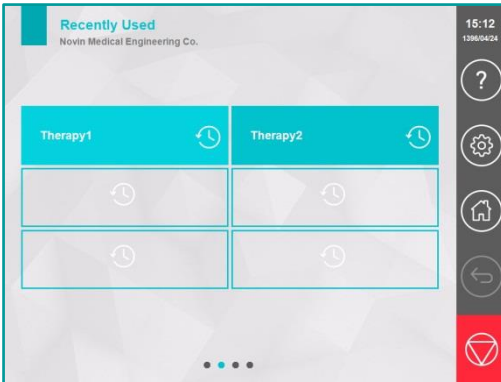 Recently Used
Novin Medical Engineering Co.
15:12
1396/04/24
?
Therapy1
Therapy2